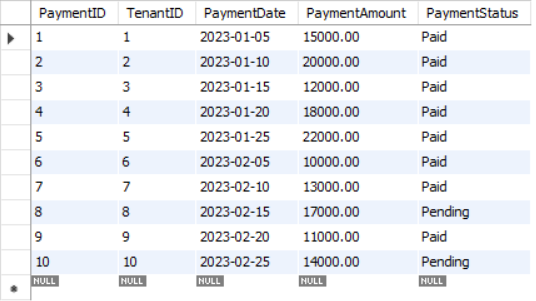 PaymentID TenantID PaymentDate PaymentAmount PaymentStatus
1 1 2023-01-05 15000.00 Paid
2 2 2023-01-10 20000.00 Paid
3 3 2023-01-15 12000.00 Paid
4 4 2023-01-20 18000.00 Paid
5 5 2023-01-25 22000.00 Paid
6 6 2023-02-05 10000.00 Paid
7 7 2023-02-10 13000.00 Paid
8 8 2023-02-15 17000.00 Pending
9 9 2023-02-20 11000.00 Paid
10 10 2023-02-25 14000.00 Pending
NULL NULL NULL NULL NULL